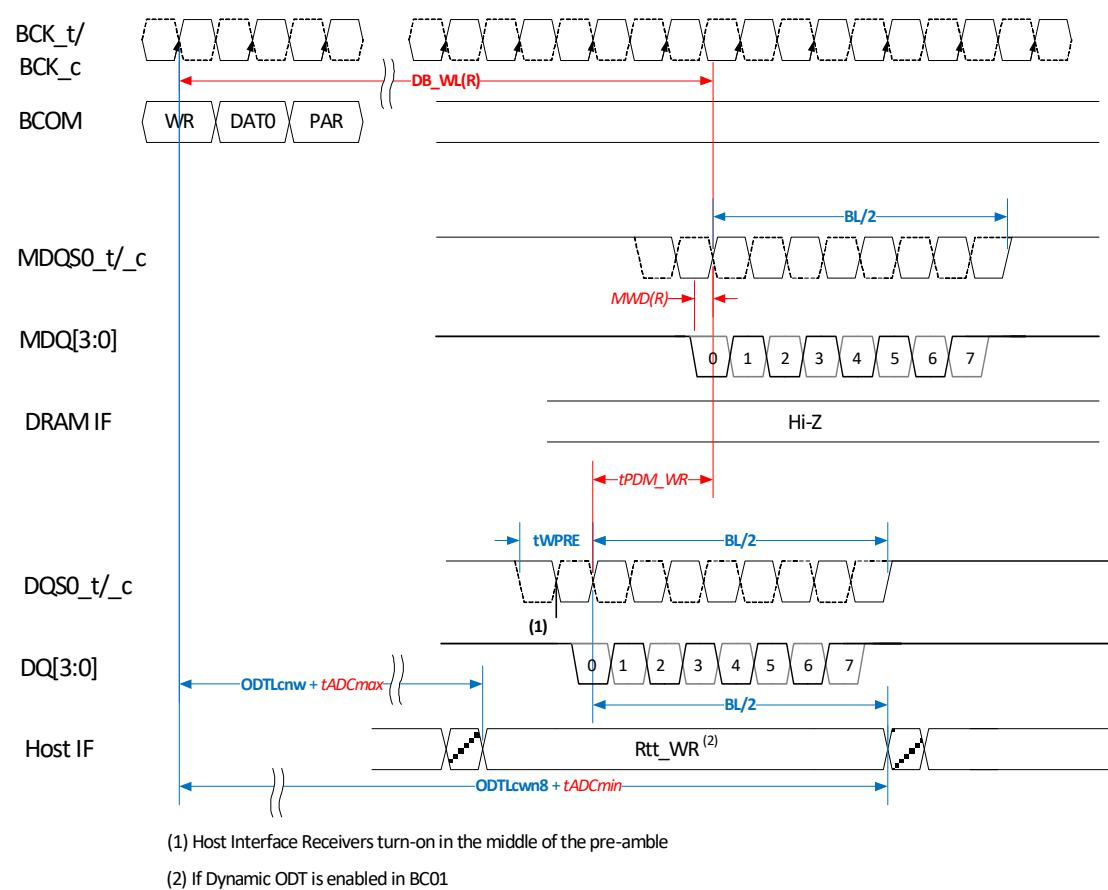 BCK_t/
BCK_c
DB_WL(R)
BCOM
WR DAT0 PAR
BL/2
MDQS0_t/_c
MWD(R)
MDQ[3:0]
0 1 2 3 4 5 6 7
DRAM IF
Hi-Z
tPDM_WR
tWPRE
BL/2
DQS0_t/_c
(1)
DQ[3:0]
0 1 2 3 4 5 6 7
ODTLcnw + tADCmax
BL/2
Host IF
Rtt_WR (2)
ODTLcwn8 + tADCmin
(1) Host Interface Receivers turn-on in the middle of the pre-amble
(2) If Dynamic ODT is enabled in BC01